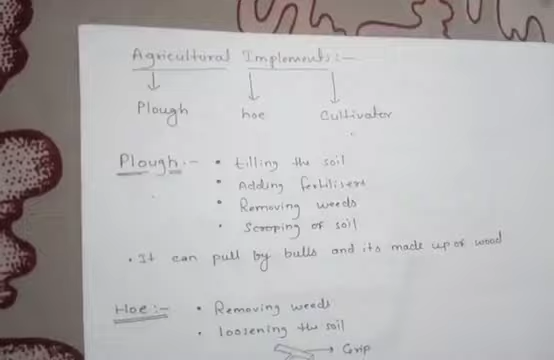 Agricultural Implements:-
Plough hoe Cultivator
Plough:- • tilling the soil
• Adding fertilisers
• Removing weeds
• Scraping of soil
• It can pull by bulls and its made up of wood
Hoe:- • Removing weeds
• loosening the soil
→ Grip